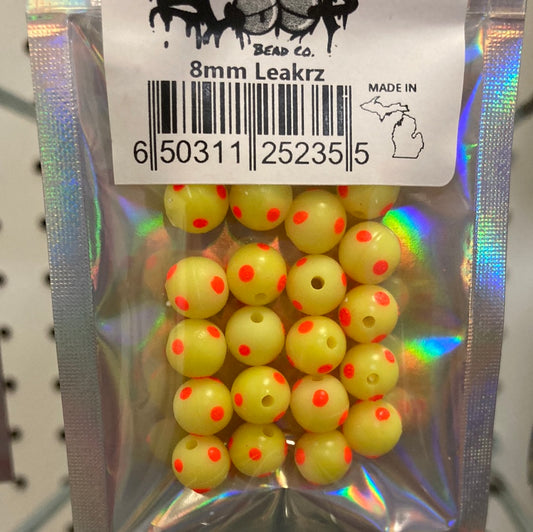 BEAD CO.
8mm Leakrz
MADE IN
6 50311 25235 5